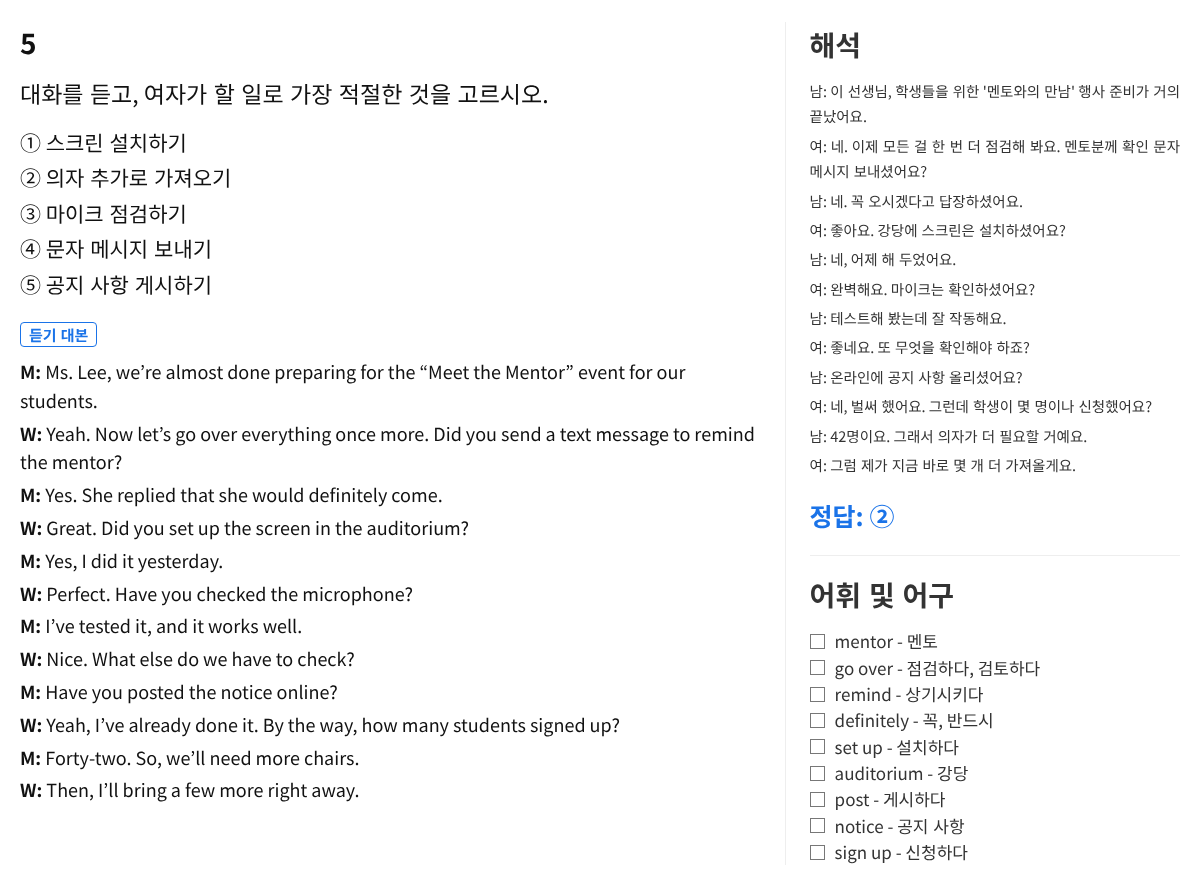 5
대화를 듣고, 여자가 할 일로 가장 적절한 것을 고르시오.
① 스크린 설치하기
② 의자 추가로 가져오기
③ 마이크 점검하기
④ 문자 메시지 보내기
⑤ 공지 사항 게시하기
듣기 대본
M: Ms. Lee, we’re almost done preparing for the “Meet the Mentor” event for our
students.
W: Yeah. Now let’s go over everything once more. Did you send a text message to remind
the mentor?
M: Yes. She replied that she would definitely come.
W: Great. Did you set up the screen in the auditorium?
M: Yes, I did it yesterday.
W: Perfect. Have you checked the microphone?
M: I’ve tested it, and it works well.
W: Nice. What else do we have to check?
M: Have you posted the notice online?
W: Yeah, I’ve already done it. By the way, how many students signed up?
M: Forty-two. So, we’ll need more chairs.
W: Then, I’ll bring a few more right away.
해석
남: 이 선생님, 학생들을 위한 '멘토와의 만남' 행사 준비가 거의
끝났어요.
여: 네. 이제 모든 걸 한 번 더 점검해 봐요. 멘토분께 확인 문자
메시지 보내셨어요?
남: 네. 꼭 오시겠다고 답장하셨어요.
여: 좋아요. 강당에 스크린은 설치하셨어요?
남: 네, 어제 해 두었어요.
여: 완벽해요. 마이크는 확인하셨어요?
남: 테스트해 봤는데 잘 작동해요.
여: 좋네요. 또 무엇을 확인해야 하죠?
남: 온라인에 공지 사항 올리셨어요?
여: 네, 벌써 했어요. 그런데 학생이 몇 명이나 신청했어요?
남: 42명이요. 그래서 의자가 더 필요할 거예요.
여: 그럼 제가 지금 바로 몇 개 더 가져올게요.
정답: ②
어휘 및 어구
□ mentor - 멘토
□ go over - 점검하다, 검토하다
□ remind - 상기시키다
□ definitely - 꼭, 반드시
□ set up - 설치하다
□ auditorium - 강당
□ post - 게시하다
□ notice - 공지 사항
□ sign up - 신청하다